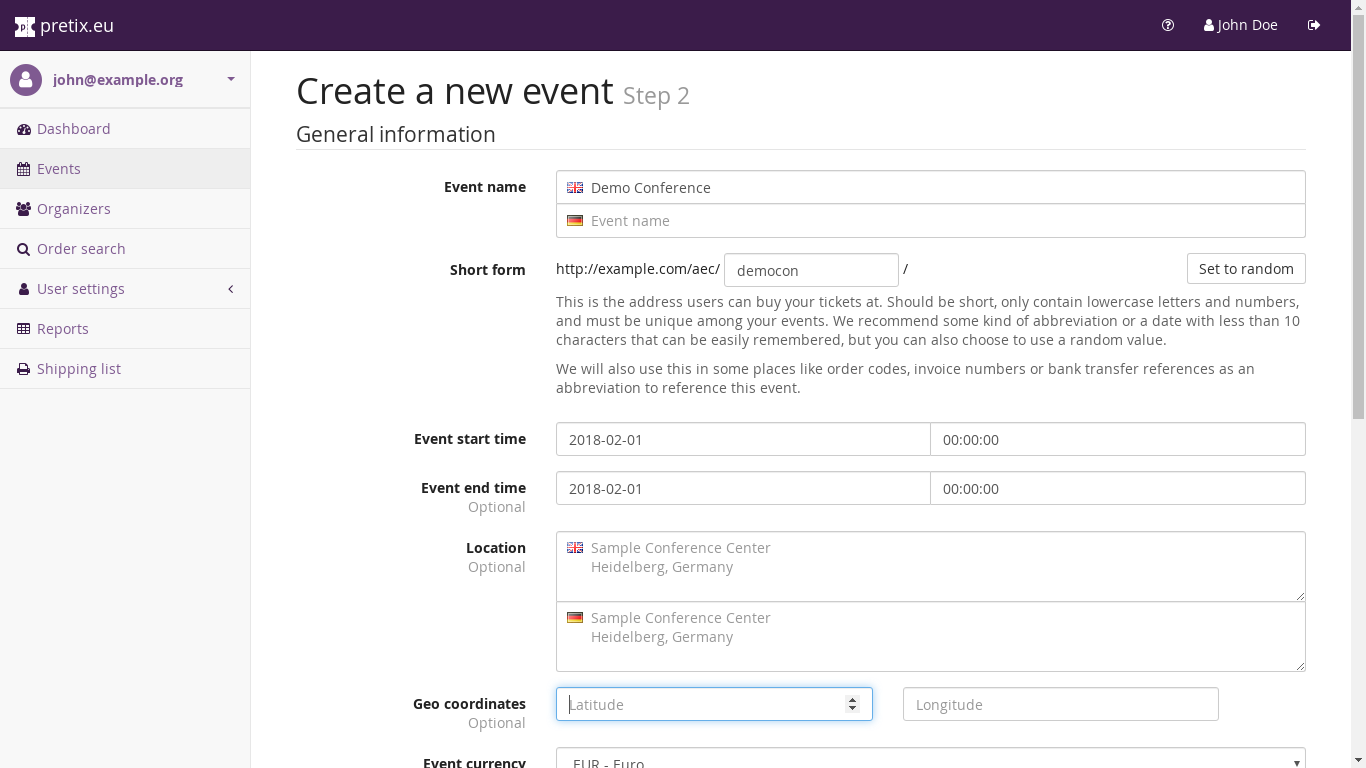 pretix.eu
John Doe
john@example.org
Dashboard
Events
Organizers
Order search
User settings
Reports
Shipping list
Create a new event Step 2
General information
Event name
Demo Conference
Event name
Short form
http://example.com/aec/ democon /
Set to random
This is the address users can buy your tickets at. Should be short, only contain lowercase letters and numbers,
and must be unique among your events. We recommend some kind of abbreviation or a date with less than 10
characters that can be easily remembered, but you can also choose to use a random value.
We will also use this in some places like order codes, invoice numbers or bank transfer references as an
abbreviation to reference this event.
Event start time
2018-02-01 00:00:00
Event end time
Optional
2018-02-01 00:00:00
Location
Optional
Sample Conference Center
Heidelberg, Germany
Sample Conference Center
Heidelberg, Germany
Geo coordinates
Optional
Latitude
Longitude
Event currency
EUR - Euro